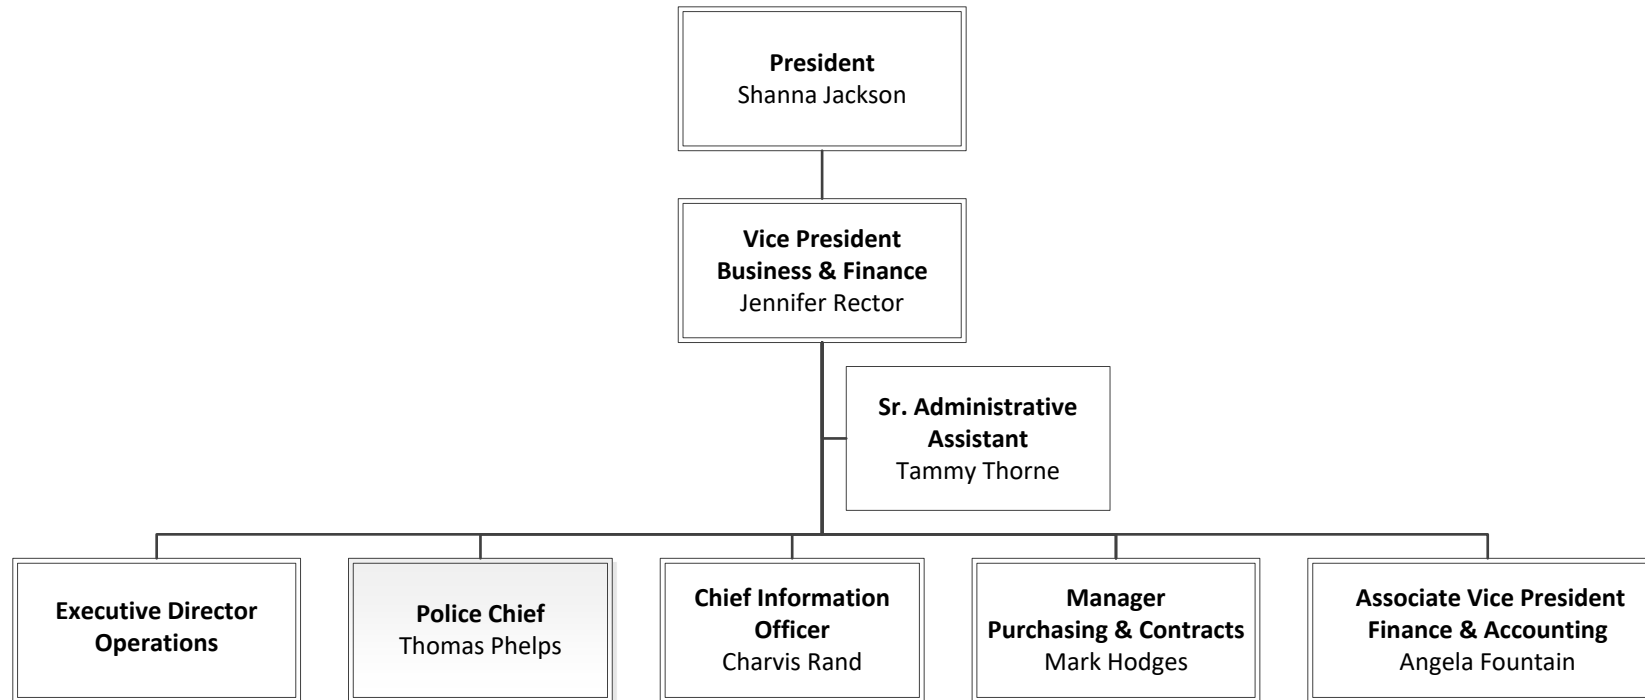 President
Shanna Jackson
Vice President
Business & Finance
Jennifer Rector
Sr. Administrative
Assistant
Tammy Thorne
Executive Director
Operations
Police Chief
Thomas Phelps
Chief Information
Officer
Charvis Rand
Manager
Purchasing & Contracts
Mark Hodges
Associate Vice President
Finance & Accounting
Angela Fountain